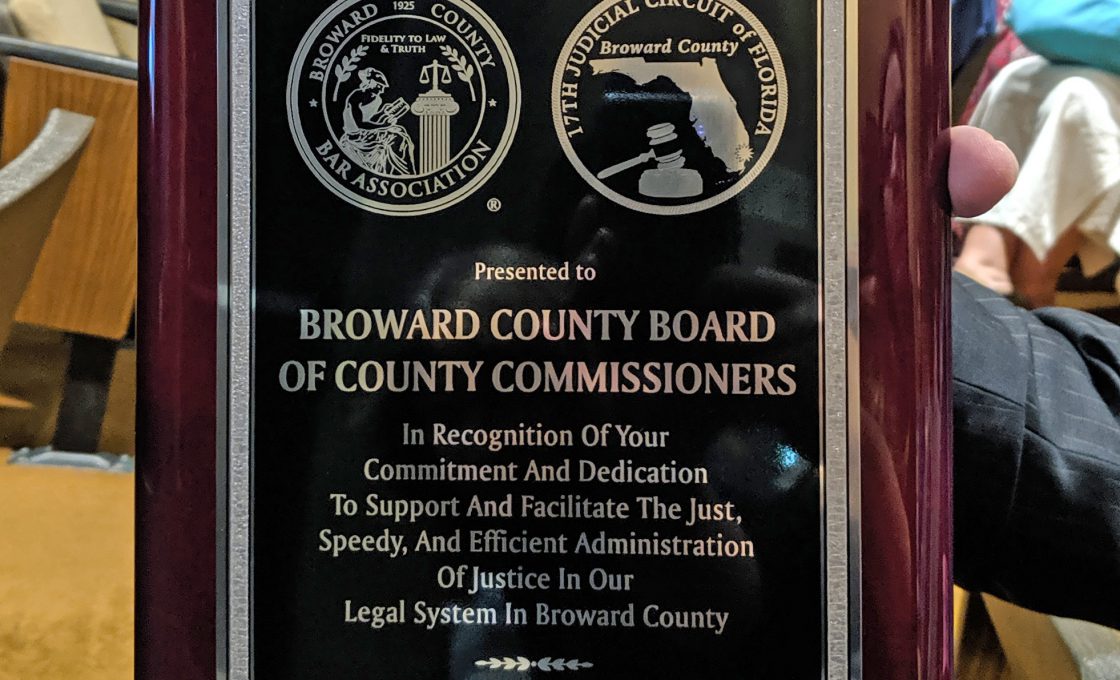 BROWARD COUNTY
1925
FIDELITY TO LAW
& TRUTH
BAR ASSOCIATION
®
17TH JUDICIAL CIRCUIT of FLORIDA
Broward County
Presented to
BROWARD COUNTY BOARD
OF COUNTY COMMISSIONERS
In Recognition Of Your
Commitment And Dedication
To Support And Facilitate The Just,
Speedy, And Efficient Administration
Of Justice In Our
Legal System In Broward County